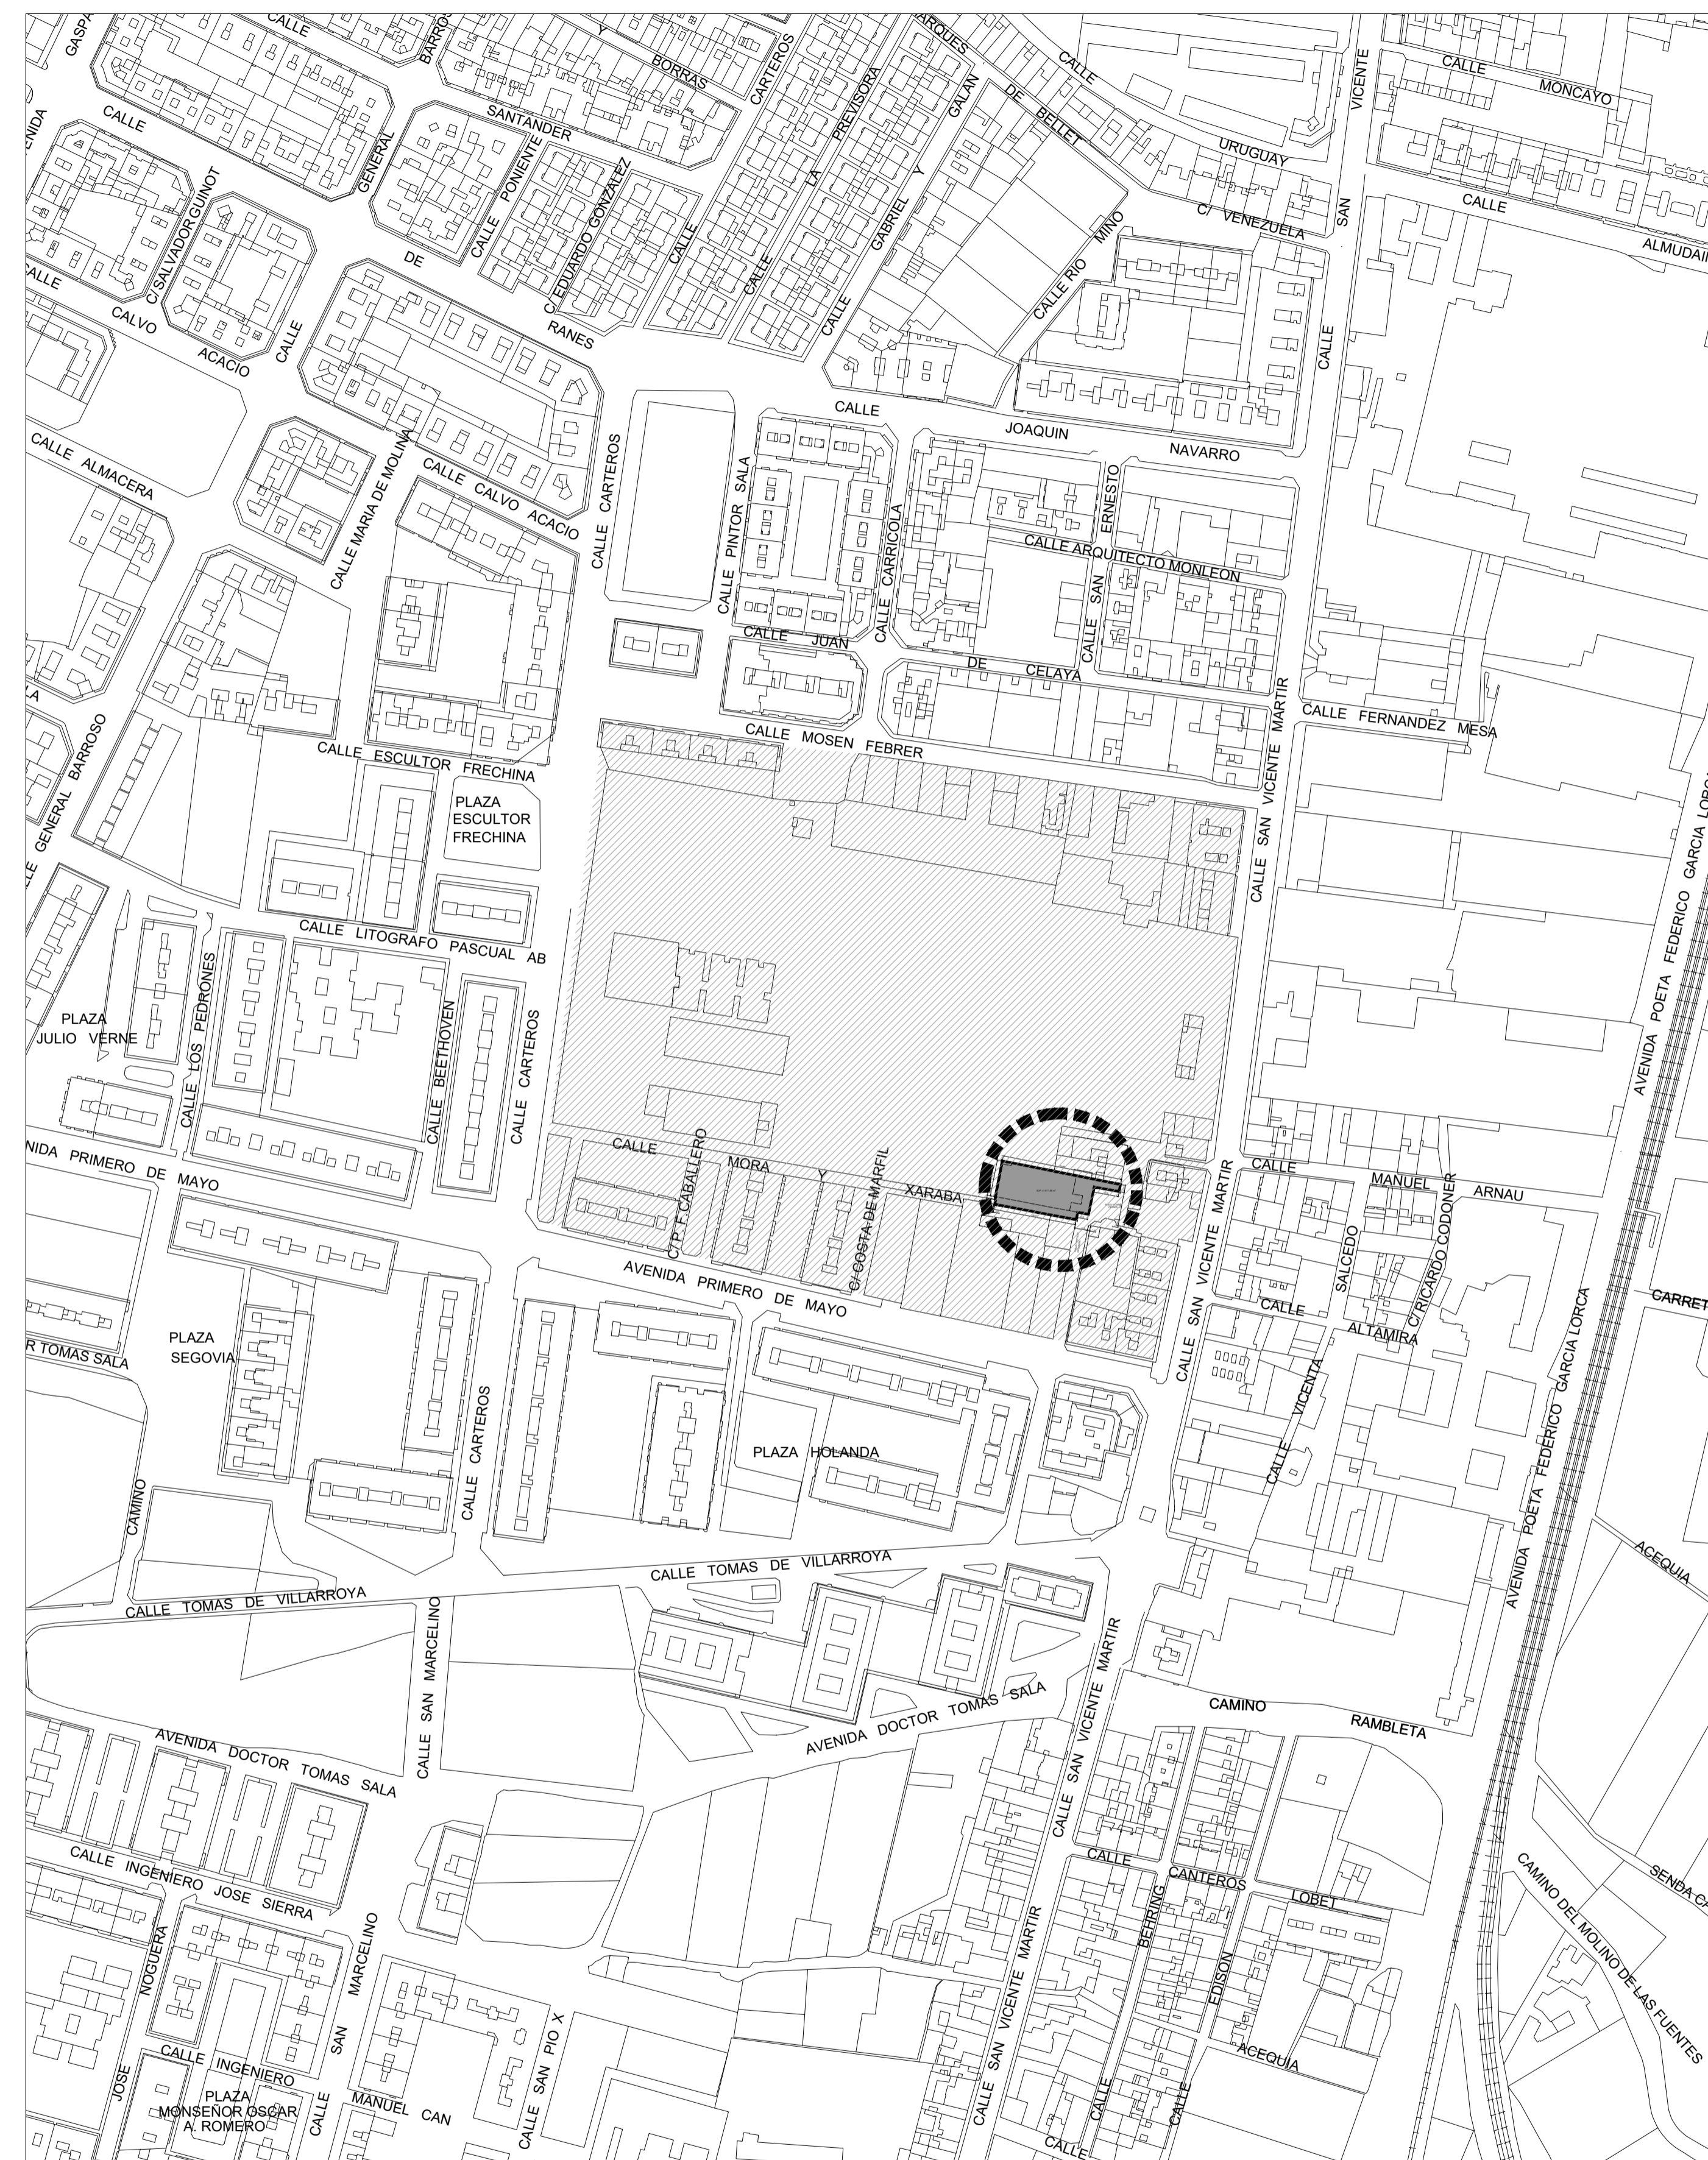 GASPA
CALLE
BARROS
Y
BORRAS
CARTEROS
ARQUES
DE BELLET
CALLE
URUGUAY
VICENTE
CALLE MONCAYO
ENIDA
CALLE
SANTANDER
GENERAL
CALLE PONIENTE
C/ EDUARDO GONZALEZ
CALLE
CALLE LA PREVISORA
CALLE GABRIEL Y GALAN
C/ VENEZUELA
SAN
CALLE
ALMUDAI
CALLE
C/SALVADOR GUINOT
DE
RANES
CALLE RIO MINO
CALVO
ACACIO
CALLE
CALLE
CALLE ALMACERA
CALLE MARIA DE MOLINA
CALLE CALVO ACACIO
CALLE CARTEROS
CALLE PINTOR SALA
CALLE
JOAQUIN
NAVARRO
CALLE CARRICOLA
CALLE SAN ERNESTO
CALLE ARQUITECTO MONLEON
CALLE JUAN
DE CELAYA
CALLE SAN VICENTE MARTIR
CALLE FERNANDEZ MESA
LA
GENERAL BARROSO
LLE
CALLE ESCULTOR FRECHINA
CALLE MOSEN FEBRER
PLAZA
ESCULTOR
FRECHINA
AVENIDA POETA FEDERICO GARCIA LORCA
CALLE LITOGRAFO PASCUAL AB
PLAZA
JULIO VERNE
CALLE LOS PEDRONES
CALLE BEETHOVEN
CALLE CARTEROS
NIDA PRIMERO DE MAYO
CALLE MORA Y XARABA
C/ P. F. CABALLERO
C/ COSTA DE MARFIL
CALLE SAN VICENTE MARTIR
CALLE MANUEL ARNAU
SALCEDO
C/RICARDO CODOÑER
CALLE ALTAMIRA
CARRET
AVENIDA PRIMERO DE MAYO
PLAZA
SEGOVIA
R TOMAS SALA
CALLE CARTEROS
PLAZA HOLANDA
CALLE VICENTA
AVENIDA POETA FEDERICO GARCIA LORCA
CAMINO
CALLE TOMAS DE VILLARROYA
CALLE TOMAS DE VILLARROYA
ACEQUIA
CALLE SAN MARCELINO
CALLE SAN VICENTE MARTIR
AVENIDA DOCTOR TOMAS SALA
CAMINO RAMBLETA
AVENIDA DOCTOR TOMAS SALA
CALLE INGENIERO JOSE SIERRA
CALLE CANTEROS LOBET
SENDA CA
CAMINO DEL MOLINO DE LAS FUENTES
JOSE NOGUERA
CALLE SAN MARCELINO
CALLE SAN VICENTE MARTIR
CALLE BEHRING
CALLE EDISON
CALLE INGENIERO
MANUEL CAN
CALLE SAN PIO X
ACEQUIA
PLAZA
MONSEÑOR OSCAR
A. ROMERO
CALLE